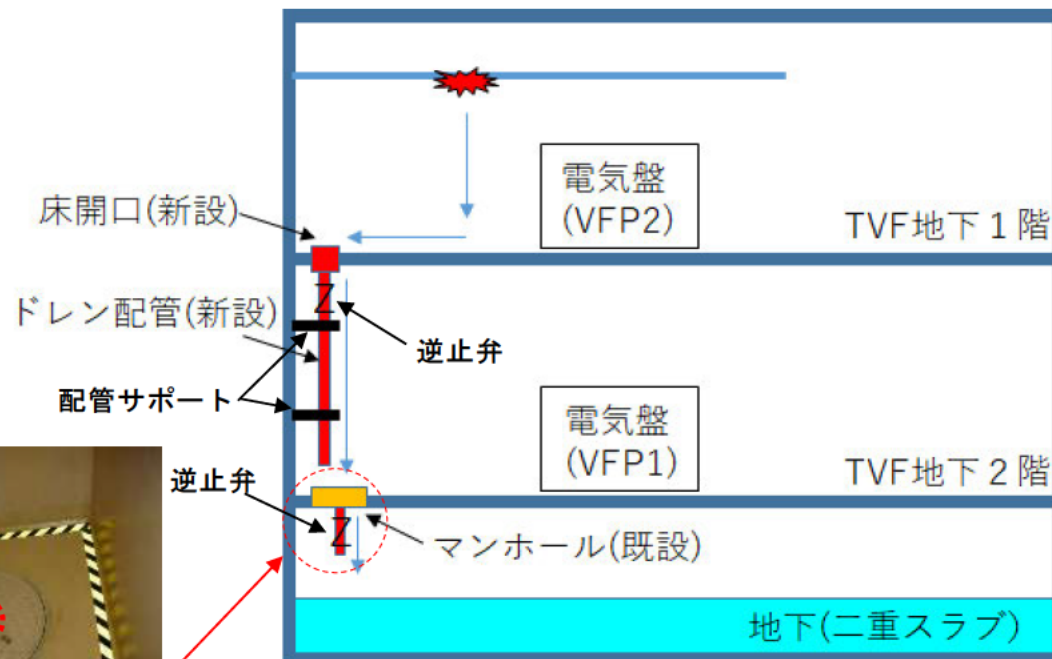 電気盤
(VFP2)
床開口(新設)
TVF地下１階
ドレン配管(新設)
Z
逆止弁
配管サポート
電気盤
(VFP1)
逆止弁
TVF地下２階
Z
マンホール(既設)
地下(二重スラブ)